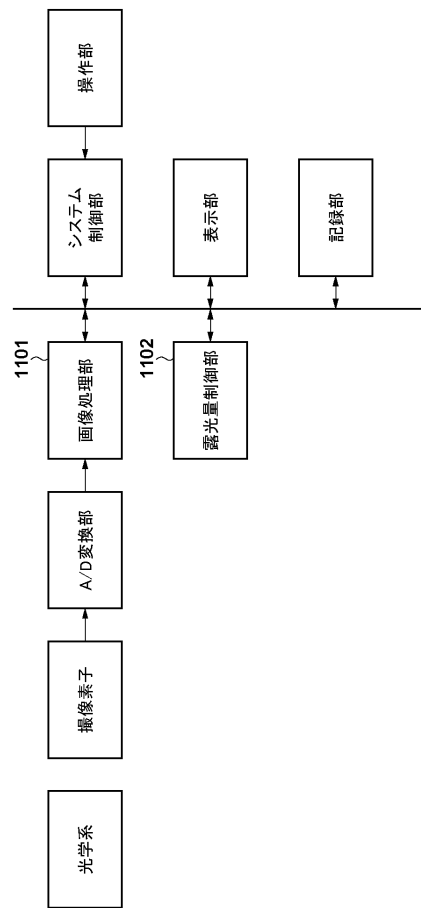 光学系
撮像素子
A/D変換部
1101
画像処理部
システム
制御部
操作部
1102
露光量制御部
表示部
記録部